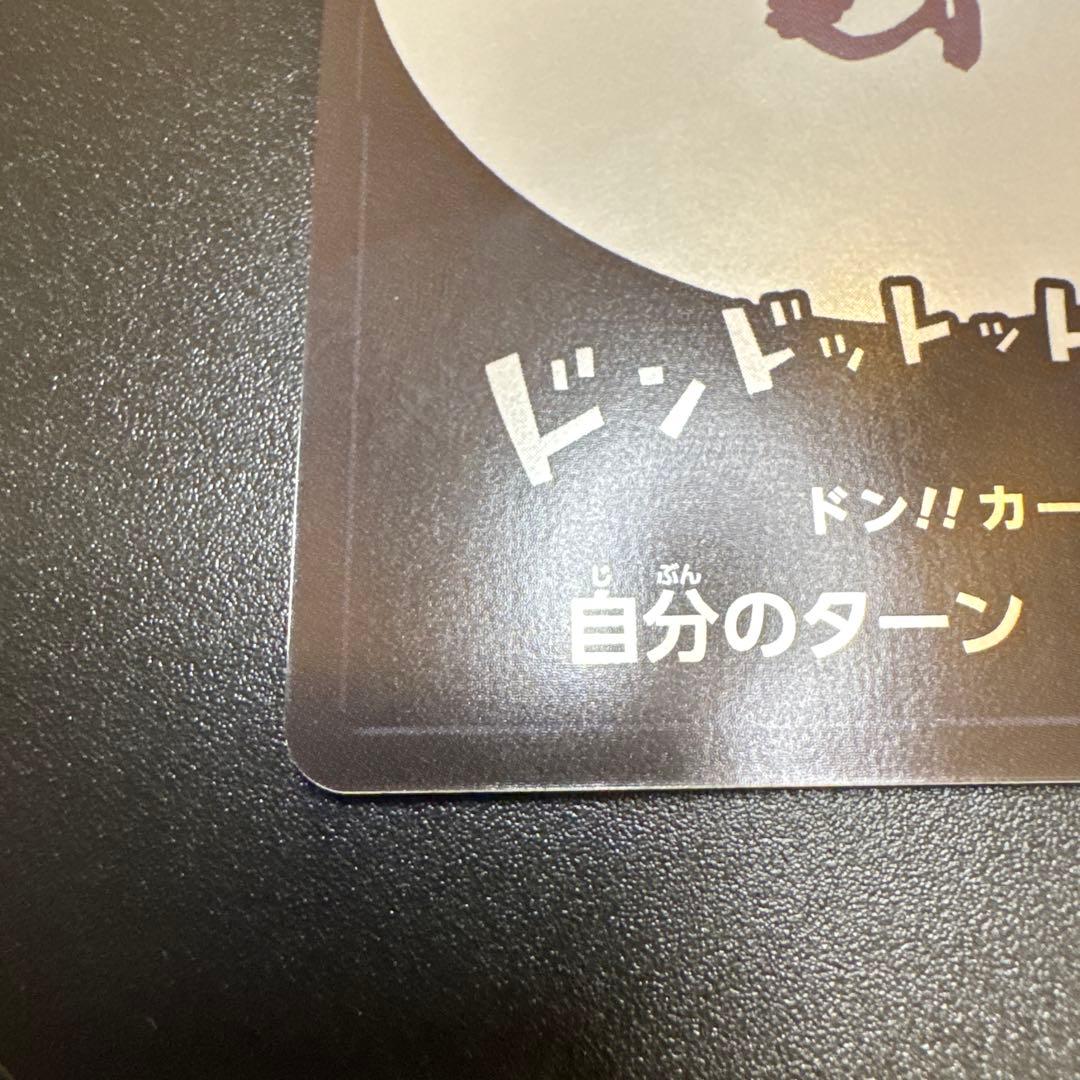 ドンドットット
ドン!!カー
自分のターン
じ ぶん